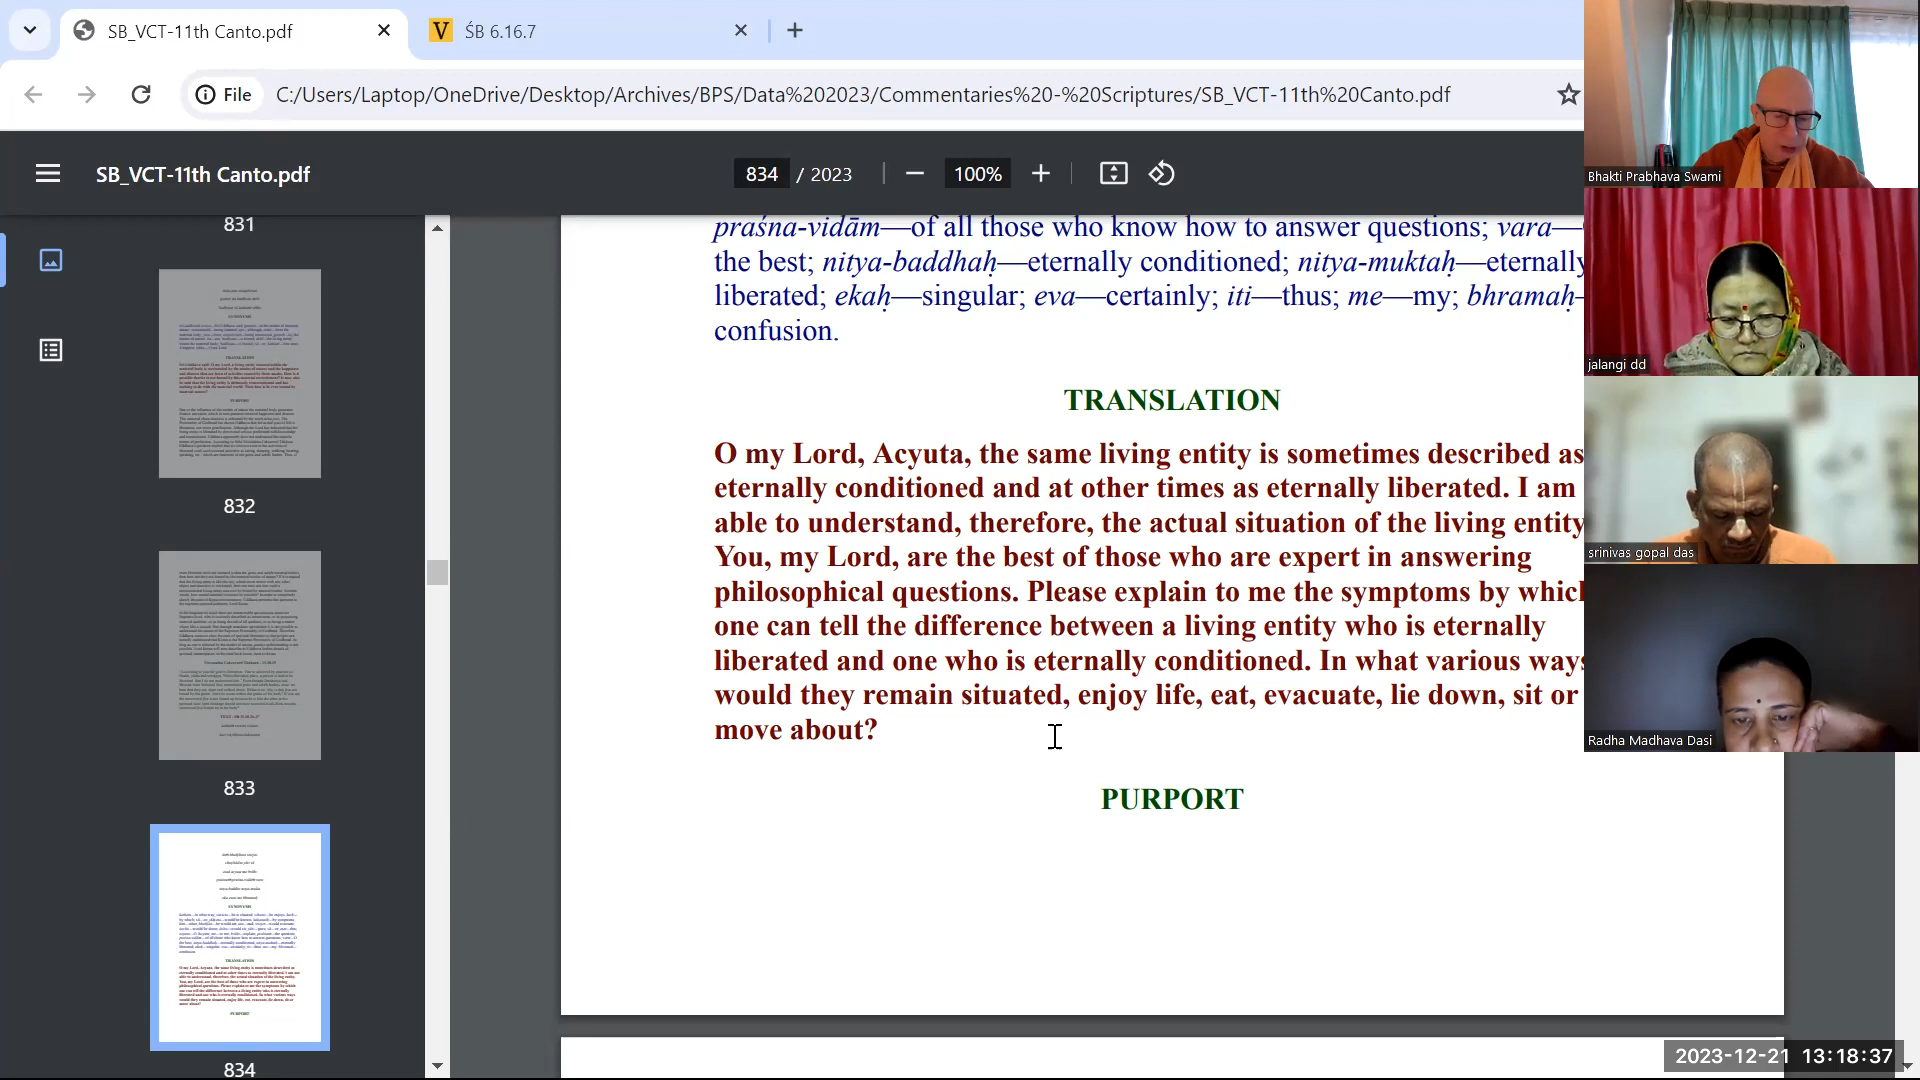 SB_VCT-11th Canto.pdf
V ŚB 6.16.7
File C:/Users/Laptop/OneDrive/Desktop/Archives/BPS/Data%202023/Commentaries%20-%20Scriptures/SB_VCT-11th%20Canto.pdf
SB_VCT-11th Canto.pdf
834 / 2023
100%
831
832
833
834
praśna-vidām—of all those who know how to answer questions; vara—
the best; nitya-baddhaḥ—eternally conditioned; nitya-muktaḥ—eternally
liberated; ekaḥ—singular; eva—certainly; iti—thus; me—my; bhramaḥ—
confusion.
TRANSLATION
O my Lord, Acyuta, the same living entity is sometimes described as
eternally conditioned and at other times as eternally liberated. I am
able to understand, therefore, the actual situation of the living entity
You, my Lord, are the best of those who are expert in answering
philosophical questions. Please explain to me the symptoms by which
one can tell the difference between a living entity who is eternally
liberated and one who is eternally conditioned. In what various ways
would they remain situated, enjoy life, eat, evacuate, lie down, sit or
move about?
PURPORT
Bhakti Prabhava Swami
jalangi dd
srinivas gopal das
Radha Madhava Dasi
2023-12-21 13:18:37